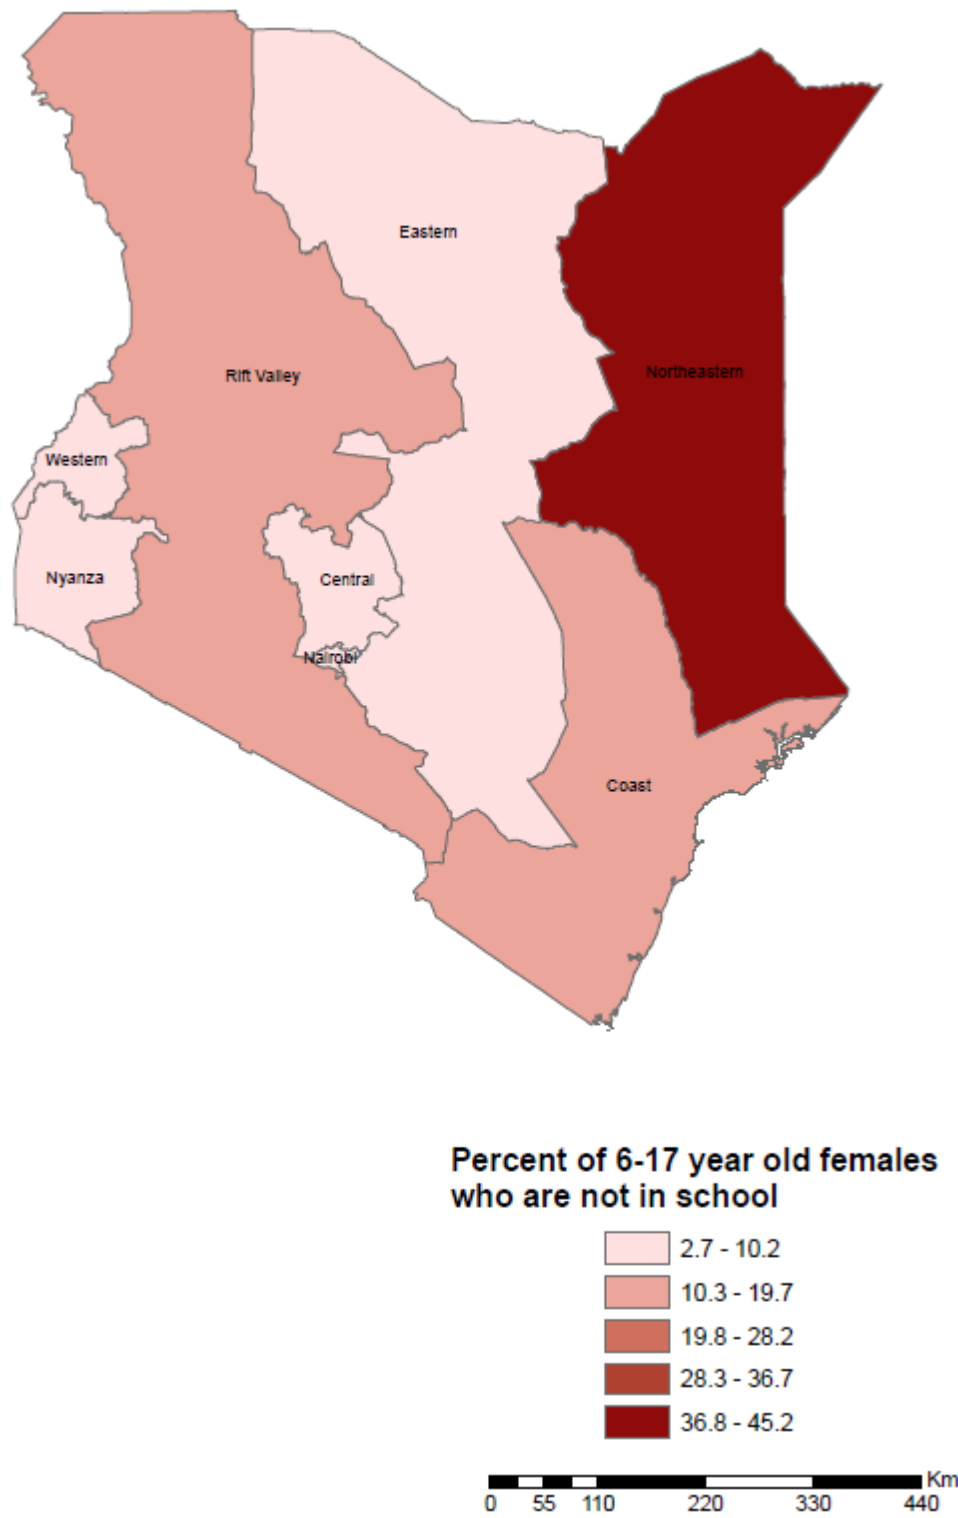 Eastern
Northeastern
Rift Valley
Western
Nyanza
Central
Nairobi
Coast
Percent of 6-17 year old females
who are not in school
2.7 - 10.2
10.3 - 19.7
19.8 - 28.2
28.3 - 36.7
36.8 - 45.2
Km
0 55 110 220 330 440